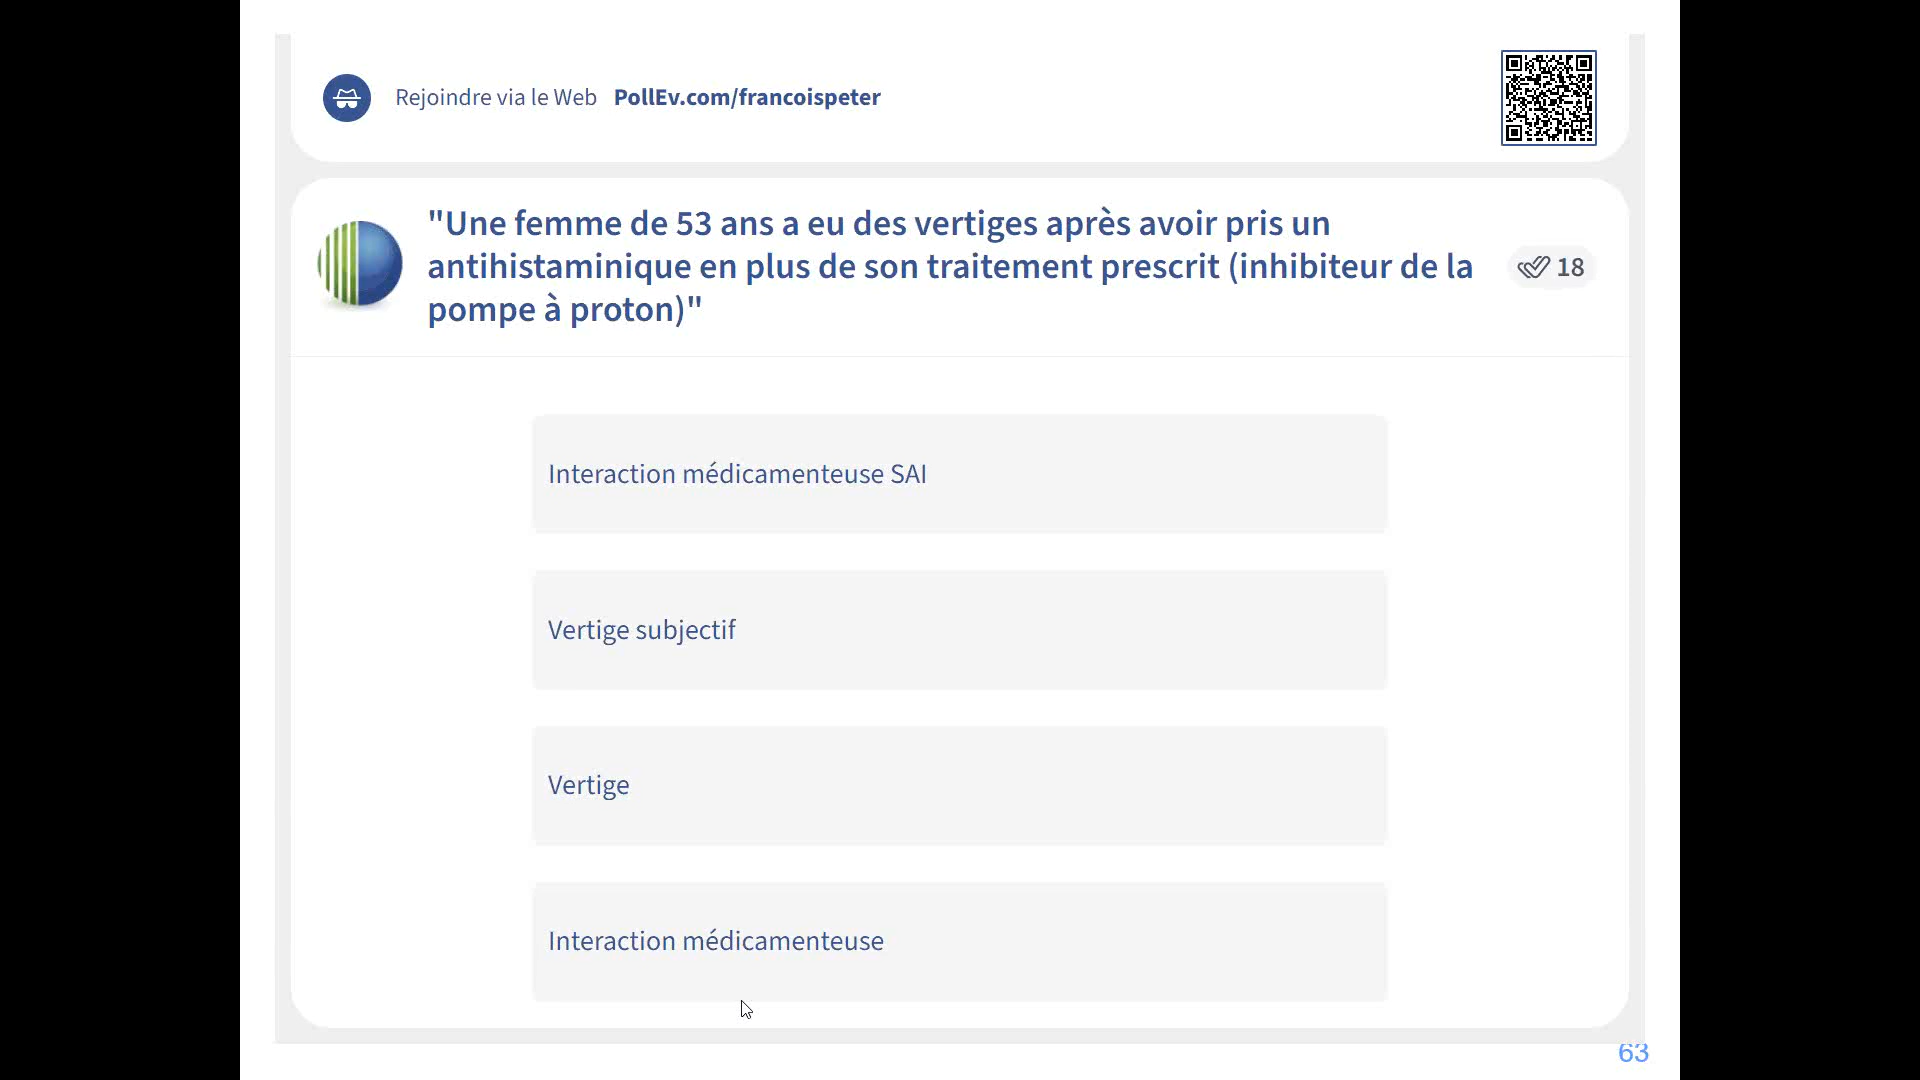 Rejoindre via le Web PollEv.com/francoispeter
"Une femme de 53 ans a eu des vertiges après avoir pris un
antihistaminique en plus de son traitement prescrit (inhibiteur de la
pompe à proton)"
18
Interaction médicamenteuse SAI
Vertige subjectif
Vertige
Interaction médicamenteuse
63